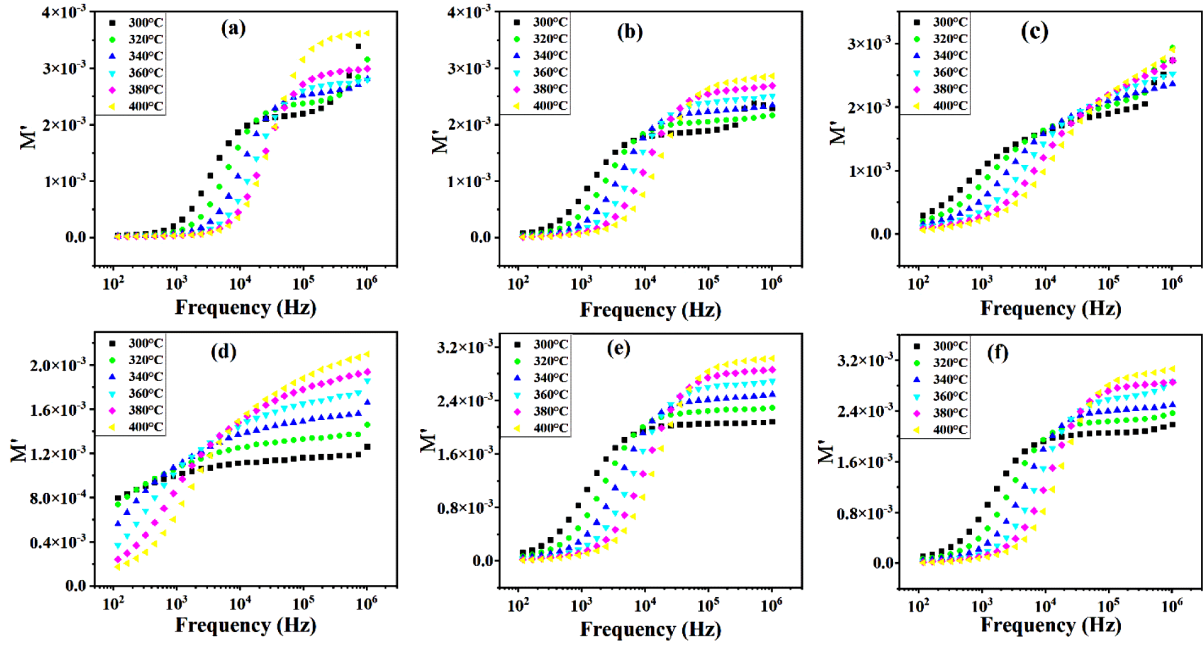 (a)
300°C
320°C
340°C
360°C
380°C
400°C
4×10⁻³
3×10⁻³
2×10⁻³
1×10⁻³
0.0
M'
10² 10³ 10⁴ 10⁵ 10⁶
Frequency (Hz)
(b)
300°C
320°C
340°C
360°C
380°C
400°C
4×10⁻³
3×10⁻³
2×10⁻³
1×10⁻³
0.0
M'
10² 10³ 10⁴ 10⁵ 10⁶
Frequency (Hz)
(c)
300°C
320°C
340°C
360°C
380°C
400°C
3×10⁻³
2×10⁻³
1×10⁻³
0.0
M'
10² 10³ 10⁴ 10⁵ 10⁶
Frequency (Hz)
(d)
300°C
320°C
340°C
360°C
380°C
400°C
2.0×10⁻³
1.6×10⁻³
1.2×10⁻³
8.0×10⁻⁴
0.4×10⁻³
0.0
M'
10² 10³ 10⁴ 10⁵ 10⁶
Frequency (Hz)
(e)
300°C
320°C
340°C
360°C
380°C
400°C
3.2×10⁻³
2.4×10⁻³
1.6×10⁻³
0.8×10⁻³
0.0
M'
10² 10³ 10⁴ 10⁵ 10⁶
Frequency (Hz)
(f)
300°C
320°C
340°C
360°C
380°C
400°C
3.2×10⁻³
2.4×10⁻³
1.6×10⁻³
0.8×10⁻³
0.0
M'
10² 10³ 10⁴ 10⁵ 10⁶
Frequency (Hz)